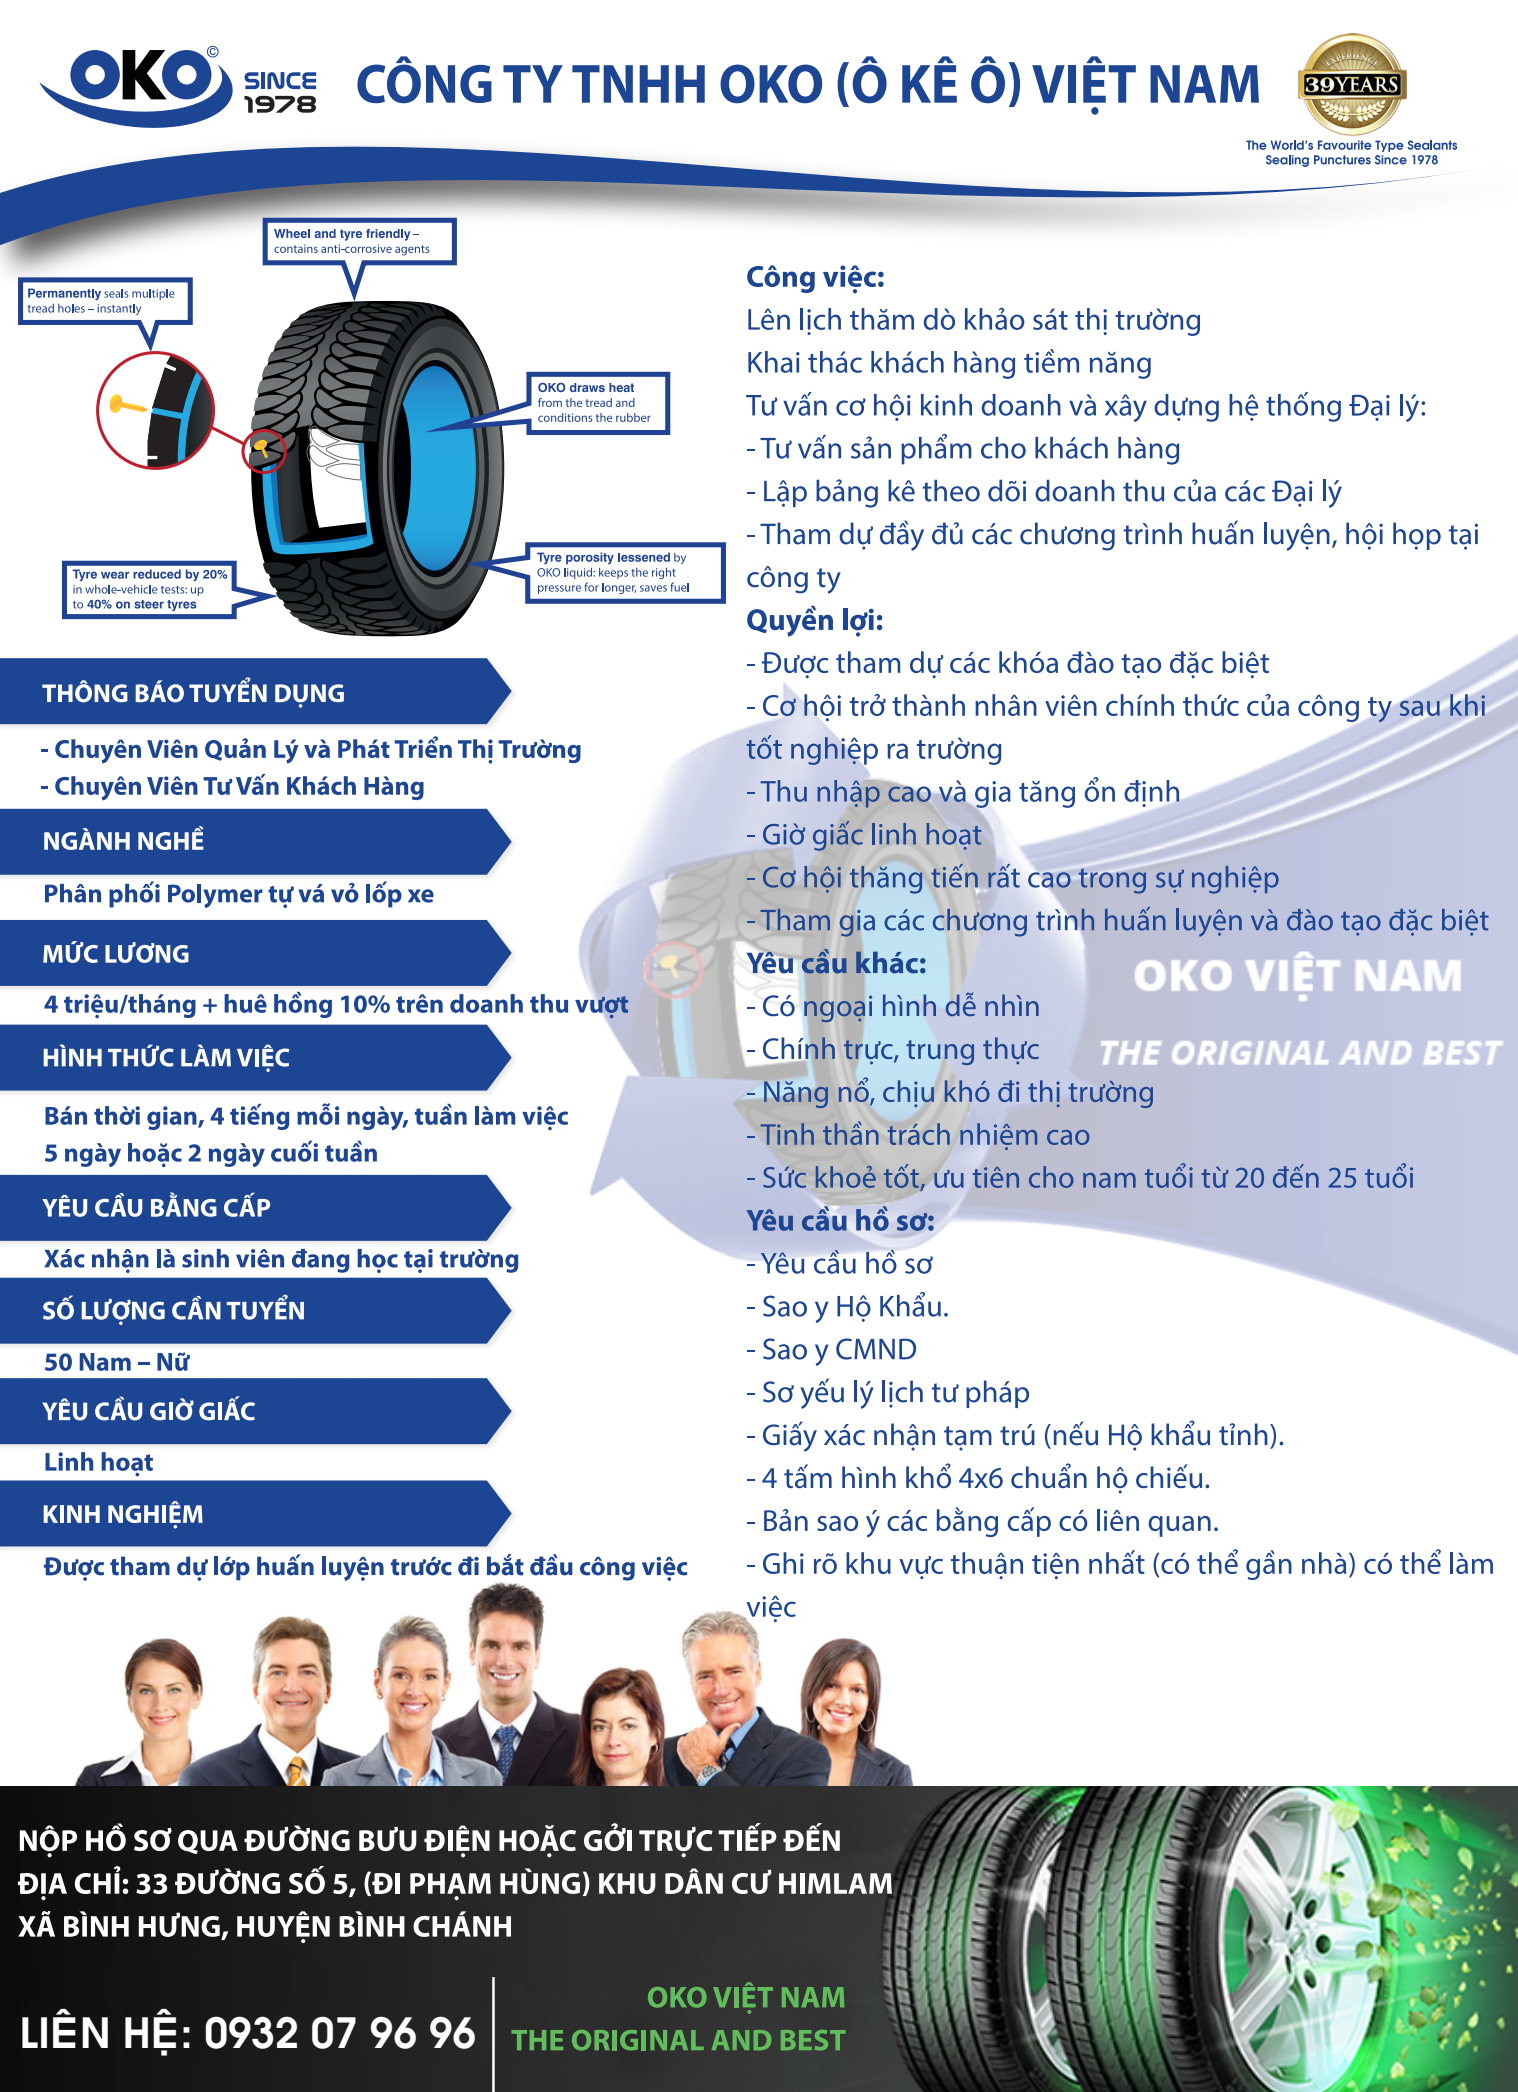 OKO©
SINCE
1978
CÔNG TY TNHH OKO (Ô KÊ Ô) VIỆT NAM
EXPERIENCE
39 YEARS
The World's Favourite Type Sealants
Sealing Punctures Since 1978
Wheel and tyre friendly –
contains anti-corrosive agents
Permanently seals multiple
tread holes – instantly
OKO draws heat
from the tread and
conditions the rubber
Tyre porosity lessened by
OKO liquid: keeps the right
pressure for longer, saves fuel
Tyre wear reduced by 20%
in whole-vehicle tests: up
to 40% on steer tyres
THÔNG BÁO TUYỂN DỤNG
- Chuyên Viên Quản Lý và Phát Triển Thị Trường
- Chuyên Viên Tư Vấn Khách Hàng
NGÀNH NGHỀ
Phân phối Polymer tự vá vỏ lốp xe
MỨC LƯƠNG
4 triệu/tháng + huê hồng 10% trên doanh thu vượt
HÌNH THỨC LÀM VIỆC
Bán thời gian, 4 tiếng mỗi ngày, tuần làm việc
5 ngày hoặc 2 ngày cuối tuần
YÊU CẦU BẰNG CẤP
Xác nhận là sinh viên đang học tại trường
SỐ LƯỢNG CẦN TUYỂN
50 Nam – Nữ
YÊU CẦU GIỜ GIẤC
Linh hoạt
KINH NGHIỆM
Được tham dự lớp huấn luyện trước đi bắt đầu công việc
Công việc:
Lên lịch thăm dò khảo sát thị trường
Khai thác khách hàng tiềm năng
Tư vấn cơ hội kinh doanh và xây dựng hệ thống Đại lý:
- Tư vấn sản phẩm cho khách hàng
- Lập bảng kê theo dõi doanh thu của các Đại lý
- Tham dự đầy đủ các chương trình huấn luyện, hội họp tại
công ty
Quyền lợi:
- Được tham dự các khóa đào tạo đặc biệt
- Cơ hội trở thành nhân viên chính thức của công ty sau khi
tốt nghiệp ra trường
- Thu nhập cao và gia tăng ổn định
- Giờ giấc linh hoạt
- Cơ hội thăng tiến rất cao trong sự nghiệp
- Tham gia các chương trình huấn luyện và đào tạo đặc biệt
Yêu cầu khác:
- Có ngoại hình dễ nhìn
- Chính trực, trung thực
- Năng nổ, chịu khó đi thị trường
- Tinh thần trách nhiệm cao
- Sức khoẻ tốt, ưu tiên cho nam tuổi từ 20 đến 25 tuổi
OKO VIỆT NAM
THE ORIGINAL AND BEST
Yêu cầu hồ sơ:
- Yêu cầu hồ sơ
- Sao y Hộ Khẩu.
- Sao y CMND
- Sơ yếu lý lịch tư pháp
- Giấy xác nhận tạm trú (nếu Hộ khẩu tỉnh).
- 4 tấm hình khổ 4x6 chuẩn hộ chiếu.
- Bản sao ý các bằng cấp có liên quan.
- Ghi rõ khu vực thuận tiện nhất (có thể gần nhà) có thể làm
việc
NỘP HỒ SƠ QUA ĐƯỜNG BƯU ĐIỆN HOẶC GỞI TRỰC TIẾP ĐẾN
ĐỊA CHỈ: 33 ĐƯỜNG SỐ 5, (ĐI PHẠM HÙNG) KHU DÂN CƯ HIMLAM
XÃ BÌNH HƯNG, HUYỆN BÌNH CHÁNH
LIÊN HỆ: 0932 07 96 96
OKO VIỆT NAM
THE ORIGINAL AND BEST